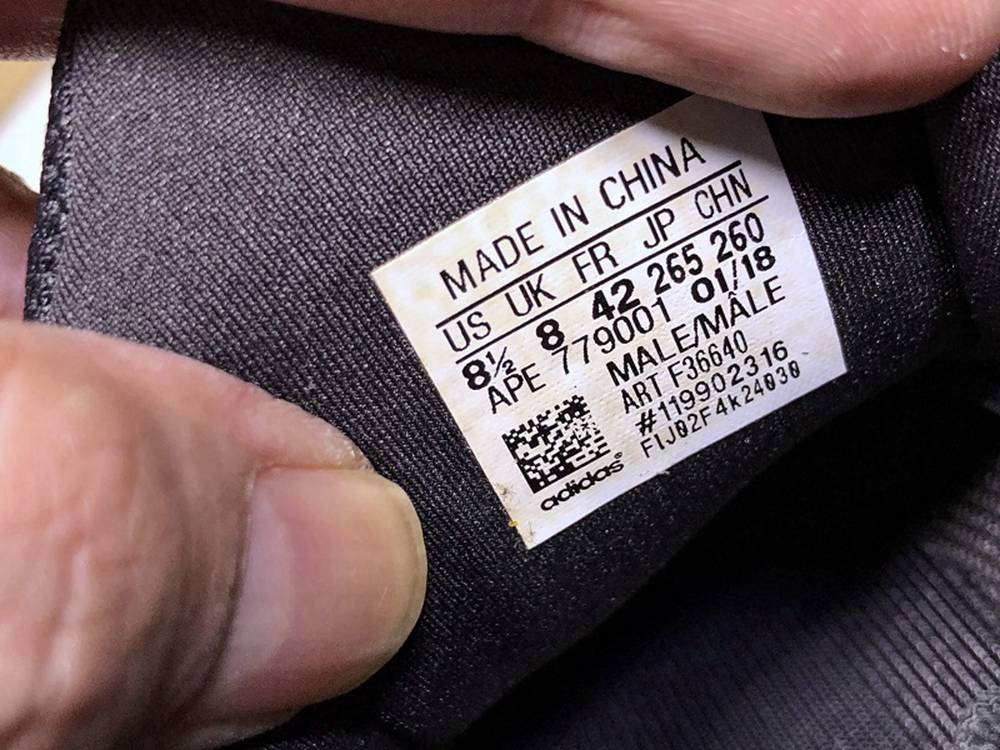 MADE IN CHINA
US UK FR JP CHN
8½ 8 42 265 260
APE 779001 01/18
MALE/MÂLE
ART F36640
#119902316
FIJ02F4k24030
adidas®